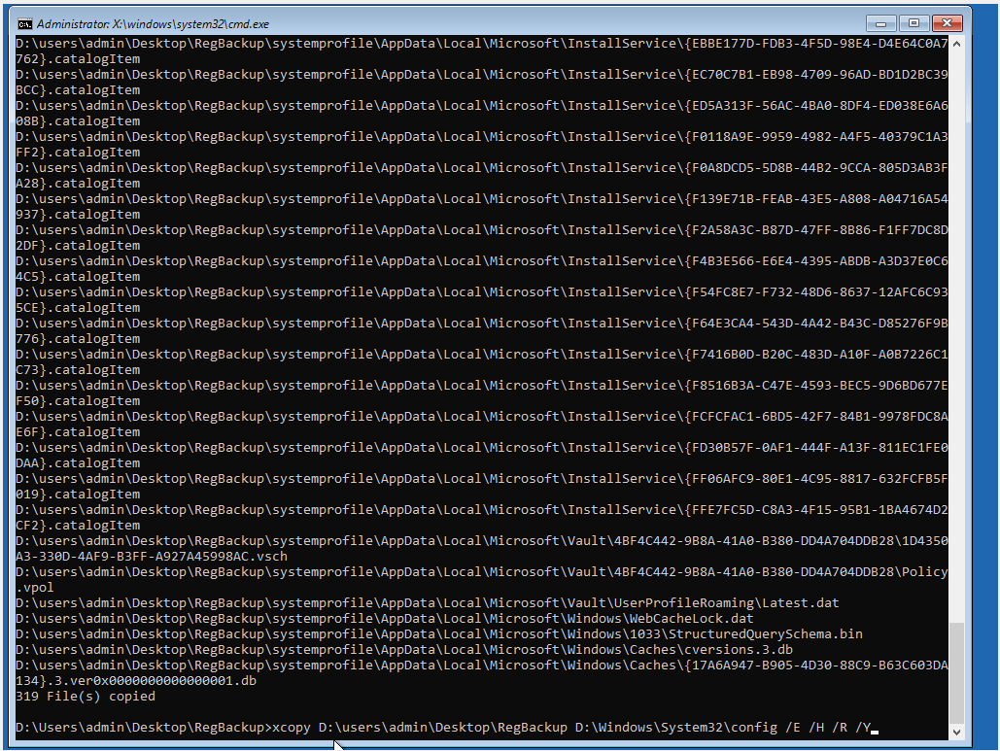 Administrator: X:\windows\system32\cmd.exe
D:\users\admin\Desktop\RegBackup\systemprofile\AppData\Local\Microsoft\InstallService\{EBBE177D-FDB3-4F5D-98E4-D4E64C0A7
762}.catalogItem
D:\users\admin\Desktop\RegBackup\systemprofile\AppData\Local\Microsoft\InstallService\{EC70C7B1-EB98-4709-96AD-BD1D2BC39
BCC}.catalogItem
D:\users\admin\Desktop\RegBackup\systemprofile\AppData\Local\Microsoft\InstallService\{ED5A313F-56AC-4BA0-8DF4-ED038E6A6
08B}.catalogItem
D:\users\admin\Desktop\RegBackup\systemprofile\AppData\Local\Microsoft\InstallService\{F0118A9E-9959-4982-A4F5-40379C1A3
FF2}.catalogItem
D:\users\admin\Desktop\RegBackup\systemprofile\AppData\Local\Microsoft\InstallService\{F0A8DCD5-5D8B-44B2-9CCA-805D3AB3F
A28}.catalogItem
D:\users\admin\Desktop\RegBackup\systemprofile\AppData\Local\Microsoft\InstallService\{F139E71B-FEAB-43E5-A808-A04716A54
937}.catalogItem
D:\users\admin\Desktop\RegBackup\systemprofile\AppData\Local\Microsoft\InstallService\{F2A58A3C-B87D-47FF-8B86-F1FF7DC8D
2DF}.catalogItem
D:\users\admin\Desktop\RegBackup\systemprofile\AppData\Local\Microsoft\InstallService\{F4B3E566-E6E4-4395-ABDB-A3D37E0C6
4C5}.catalogItem
D:\users\admin\Desktop\RegBackup\systemprofile\AppData\Local\Microsoft\InstallService\{F54FC8E7-F732-48D6-8637-12AFC6C93
5CE}.catalogItem
D:\users\admin\Desktop\RegBackup\systemprofile\AppData\Local\Microsoft\InstallService\{F64E3CA4-543D-4A42-B43C-D85276F9B
776}.catalogItem
D:\users\admin\Desktop\RegBackup\systemprofile\AppData\Local\Microsoft\InstallService\{F7416B0D-B20C-483D-A10F-A0B7226C1
C73}.catalogItem
D:\users\admin\Desktop\RegBackup\systemprofile\AppData\Local\Microsoft\InstallService\{F8516B3A-C47E-4593-BEC5-9D6BD677E
F50}.catalogItem
D:\users\admin\Desktop\RegBackup\systemprofile\AppData\Local\Microsoft\InstallService\{FCFCFAC1-6BD5-42F7-84B1-9978FDC8A
E6F}.catalogItem
D:\users\admin\Desktop\RegBackup\systemprofile\AppData\Local\Microsoft\InstallService\{FD30B57F-0AF1-444F-A13F-811EC1FE0
DAA}.catalogItem
D:\users\admin\Desktop\RegBackup\systemprofile\AppData\Local\Microsoft\InstallService\{FF06AFC9-80E1-4C95-8817-632FCFB5F
019}.catalogItem
D:\users\admin\Desktop\RegBackup\systemprofile\AppData\Local\Microsoft\InstallService\{FFE7FC5D-C8A3-4F15-95B1-1BA4674D2
CF2}.catalogItem
D:\users\admin\Desktop\RegBackup\systemprofile\AppData\Local\Microsoft\Vault\4BF4C442-9B8A-41A0-B380-DD4A704DDB28\1D4350
A3-330D-4AF9-B3FF-A927A45998AC.vsch
D:\users\admin\Desktop\RegBackup\systemprofile\AppData\Local\Microsoft\Vault\4BF4C442-9B8A-41A0-B380-DD4A704DDB28\Policy
.vpol
D:\users\admin\Desktop\RegBackup\systemprofile\AppData\Local\Microsoft\Vault\UserProfileRoaming\Latest.dat
D:\users\admin\Desktop\RegBackup\systemprofile\AppData\Local\Microsoft\Windows\WebCacheLock.dat
D:\users\admin\Desktop\RegBackup\systemprofile\AppData\Local\Microsoft\Windows\1033\StructuredQuerySchema.bin
D:\users\admin\Desktop\RegBackup\systemprofile\AppData\Local\Microsoft\Windows\Caches\cversions.3.db
D:\users\admin\Desktop\RegBackup\systemprofile\AppData\Local\Microsoft\Windows\Caches\{17A6A947-B905-4D30-88C9-B63C603DA
134}.3.ver0x0000000000000001.db
319 File(s) copied
D:\Users\admin\Desktop\RegBackup>xcopy D:\users\admin\Desktop\RegBackup D:\Windows\System32\config /E /H /R /Y